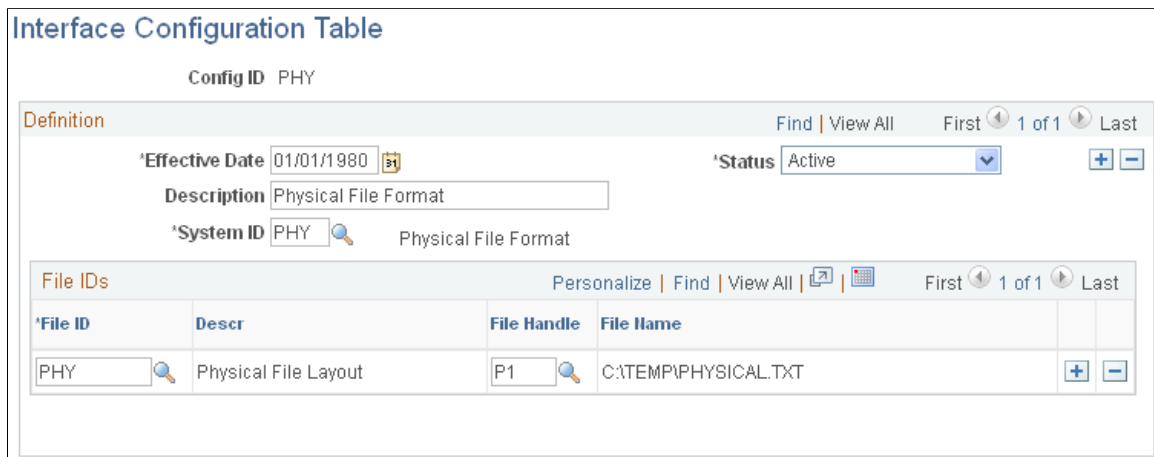 Interface Configuration Table
Config ID PHY
Definition Find | View All First 1 of 1 Last
*Effective Date 01/01/1980 31 *Status Active
Description Physical File Format
*System ID PHY Physical File Format
File IDs Personalize | Find | View All | | First 1 of 1 Last
*File ID Descr File Handle File Name
PHY Physical File Layout P1 C:\TEMP\PHYSICAL.TXT